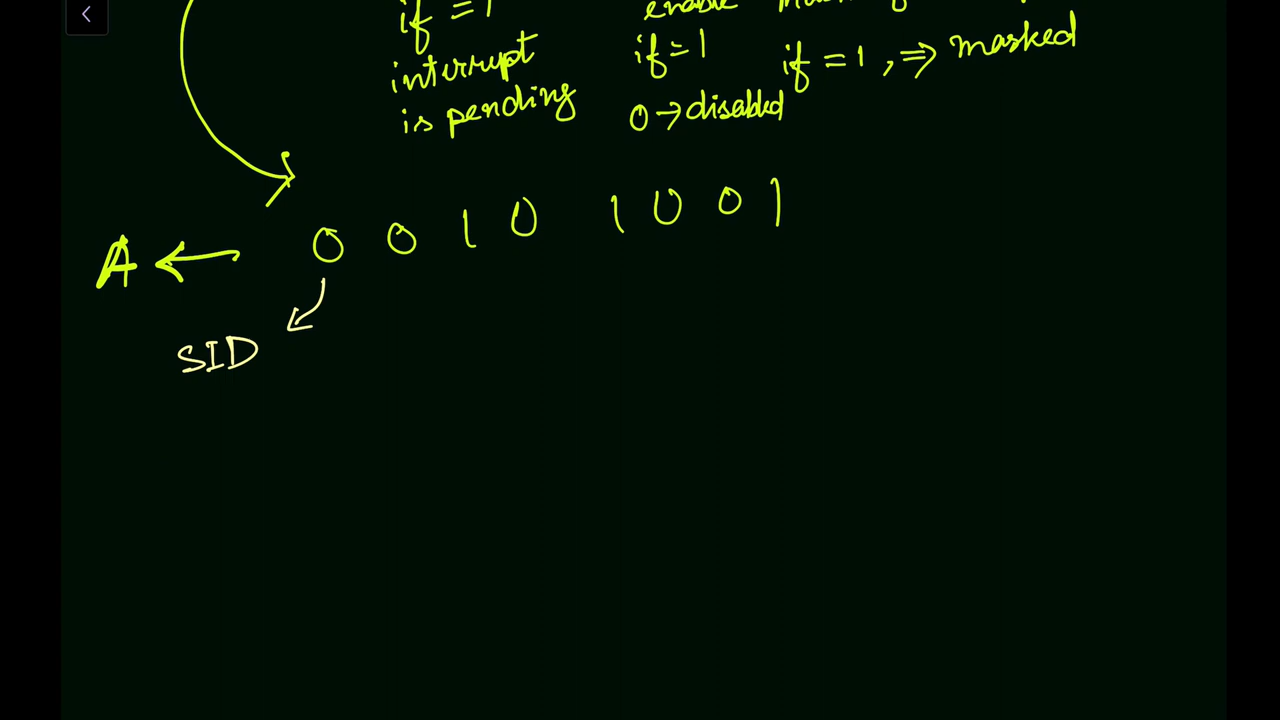 if = 1 enable
interrupt if = 1 if = 1 , ⇒ masked
is pending 0 → disabled
0 0 1 0 1 0 0 1
A ←
SID